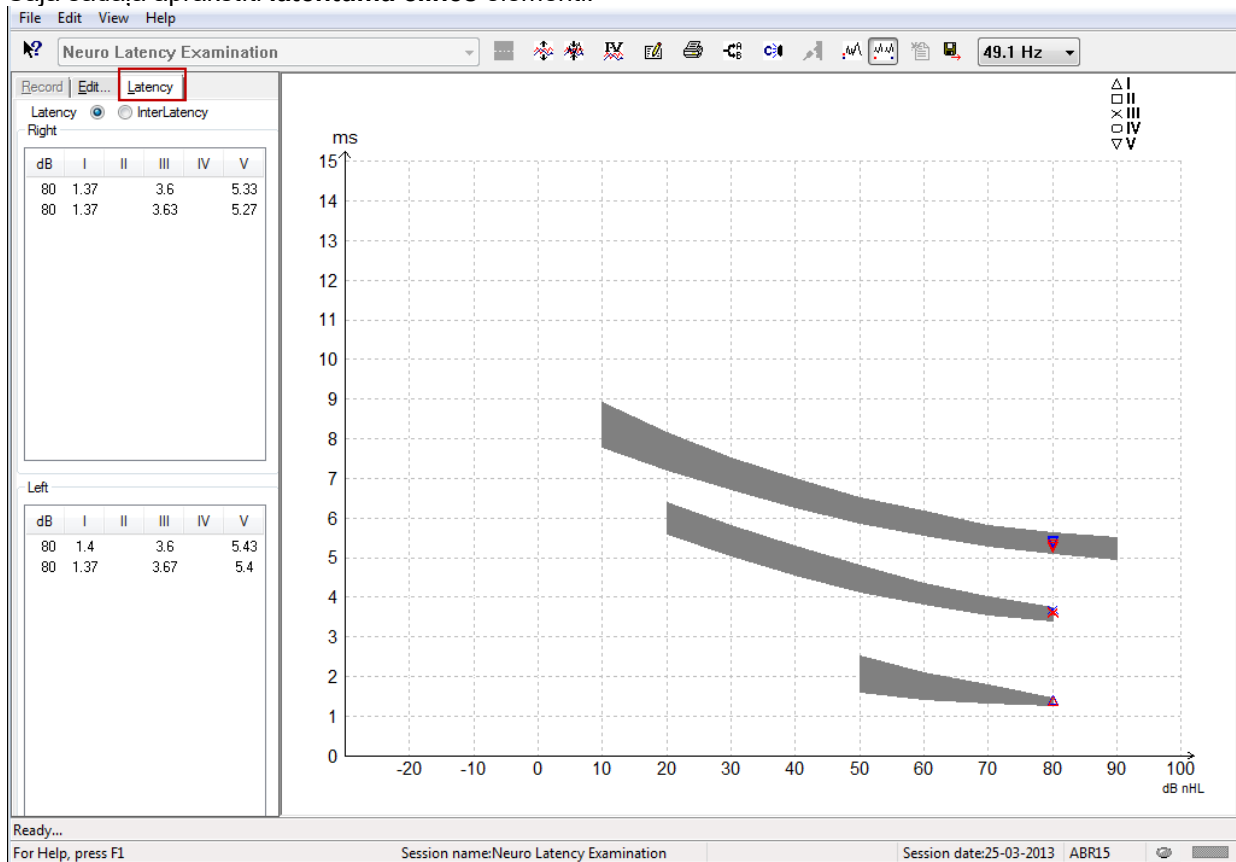 File Edit View Help
Neuro Latency Examination 49.1 Hz
Record Edit... Latency
Latency InterLatency
Right
dB I II III IV V
80 1.37 3.6 5.33
80 1.37 3.63 5.27
Left
dB I II III IV V
80 1.4 3.6 5.43
80 1.37 3.67 5.4
I
II
III
IV
V
ms
15
14
13
12
11
10
9
8
7
6
5
4
3
2
1
0
-20 -10 0 10 20 30 40 50 60 70 80 90 100
dB nHL
Ready...
For Help, press F1 Session name:Neuro Latency Examination Session date:25-03-2013 ABR15